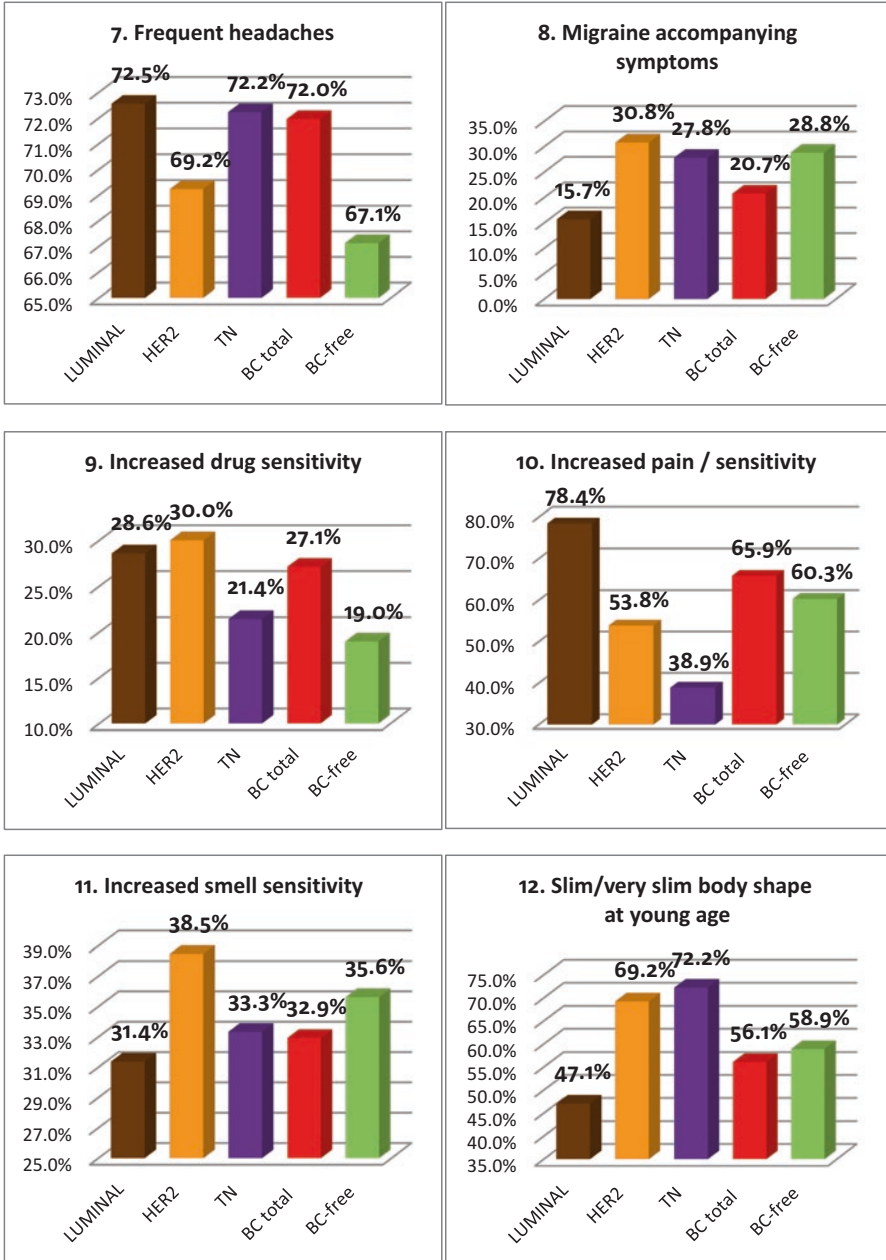 7. Frequent headaches
72.5%
69.2%
72.2%
72.0%
67.1%
73.0%
72.0%
71.0%
70.0%
69.0%
68.0%
67.0%
66.0%
65.0%
LUMINAL
HER2
TN
BC total
BC-free
8. Migraine accompanying
symptoms
15.7%
30.8%
27.8%
20.7%
28.8%
35.0%
30.0%
25.0%
20.0%
15.0%
10.0%
5.0%
0.0%
LUMINAL
HER2
TN
BC total
BC-free
9. Increased drug sensitivity
28.6%
30.0%
21.4%
27.1%
19.0%
30.0%
25.0%
20.0%
15.0%
10.0%
LUMINAL
HER2
TN
BC total
BC-free
10. Increased pain / sensitivity
78.4%
53.8%
38.9%
65.9%
60.3%
80.0%
70.0%
60.0%
50.0%
40.0%
30.0%
LUMINAL
HER2
TN
BC total
BC-free
11. Increased smell sensitivity
31.4%
38.5%
33.3%
32.9%
35.6%
39.0%
37.0%
35.0%
33.0%
31.0%
29.0%
27.0%
25.0%
LUMINAL
HER2
TN
BC total
BC-free
12. Slim/very slim body shape
at young age
47.1%
69.2%
72.2%
56.1%
58.9%
75.0%
70.0%
65.0%
60.0%
55.0%
50.0%
45.0%
40.0%
35.0%
LUMINAL
HER2
TN
BC total
BC-free